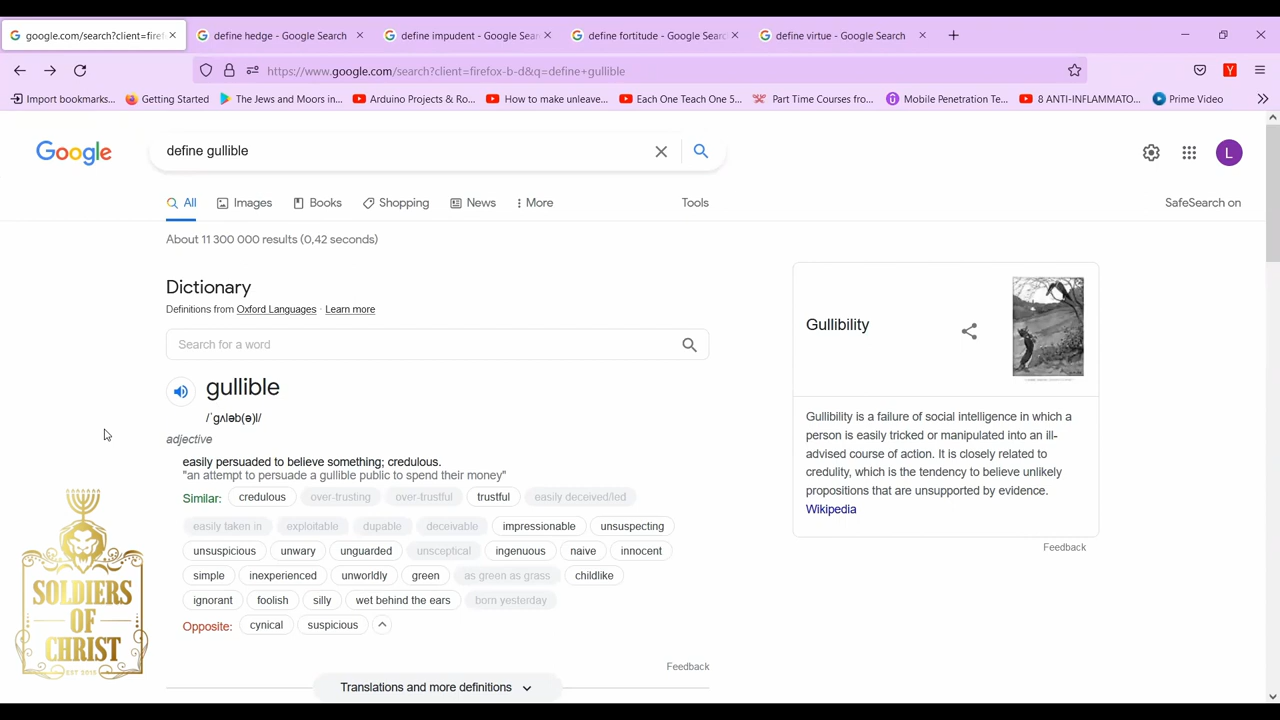 google.com/search?client=firef
define hedge - Google Search
define impudent - Google Sear
define fortitude - Google Searc
define virtue - Google Search
https://www.google.com/search?client=firefox-b-d&q=define+gullible
Import bookmarks...
Getting Started
The Jews and Moors in...
Arduino Projects & Ro...
How to make unleave...
Each One Teach One 5...
Part Time Courses fro...
Mobile Penetration Te...
8 ANTI-INFLAMMATO...
Prime Video
Google
define gullible
L
All
Images
Books
Shopping
News
More
Tools
SafeSearch on
About 11 300 000 results (0,42 seconds)
Dictionary
Definitions from Oxford Languages · Learn more
Search for a word
gullible
/ˈɡʌləb(ə)l/
adjective
easily persuaded to believe something; credulous.
"an attempt to persuade a gullible public to spend their money"
Similar: credulous over-trusting over-trustful trustful easily deceived/led
easily taken in exploitable dupable deceivable impressionable unsuspecting
unsuspicious unwary unguarded unsceptical ingenuous naive innocent
simple inexperienced unworldly green as green as grass childlike
ignorant foolish silly wet behind the ears born yesterday
Opposite: cynical suspicious
Feedback
Translations and more definitions
Gullibility
Gullibility is a failure of social intelligence in which a
person is easily tricked or manipulated into an ill-
advised course of action. It is closely related to
credulity, which is the tendency to believe unlikely
propositions that are unsupported by evidence.
Wikipedia
Feedback
SOLDIERS
OF
CHRIST
EST 2015